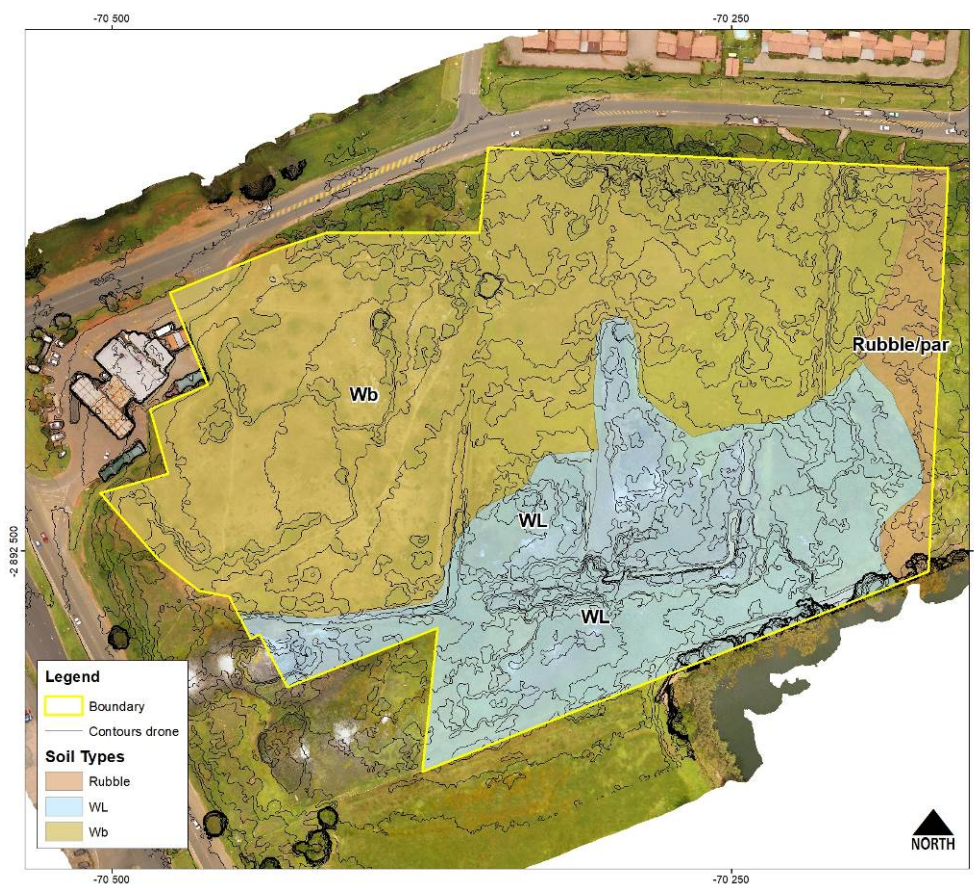 -70 500
-70 250
Rubble/par
Wb
WL
-2 892 500
WL
Legend
Boundary
Contours drone
Soil Types
Rubble
WL
Wb
NORTH
-70 500
-70 250